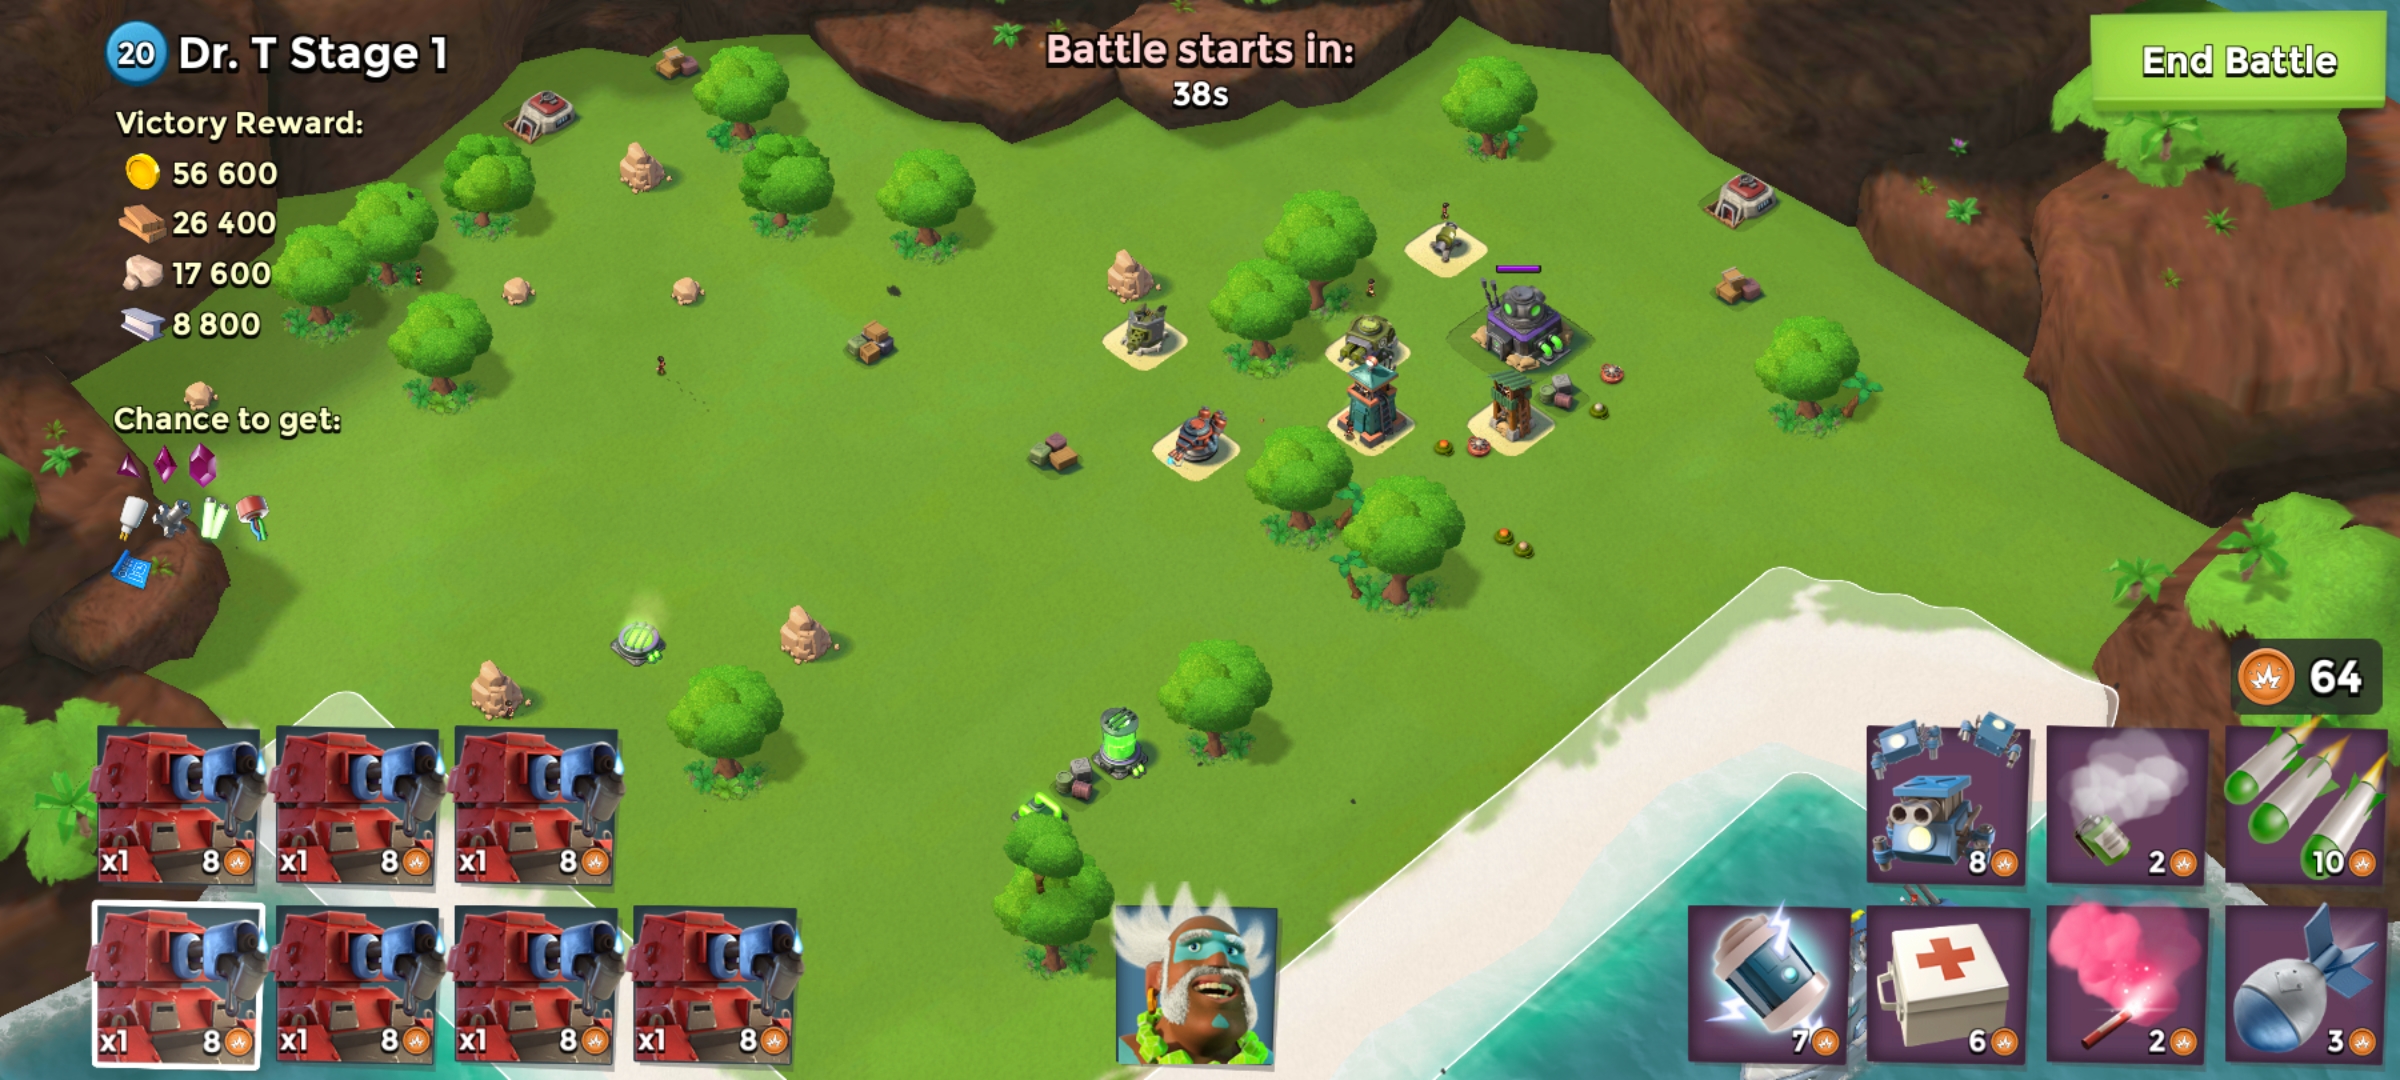 20 Dr. T Stage 1
Battle starts in:
38s
End Battle
Victory Reward:
56 600
26 400
17 600
8 800
Chance to get:
64
x1 8
x1 8
x1 8
8
2
10
x1 8
x1 8
x1 8
x1 8
7
6
2
3